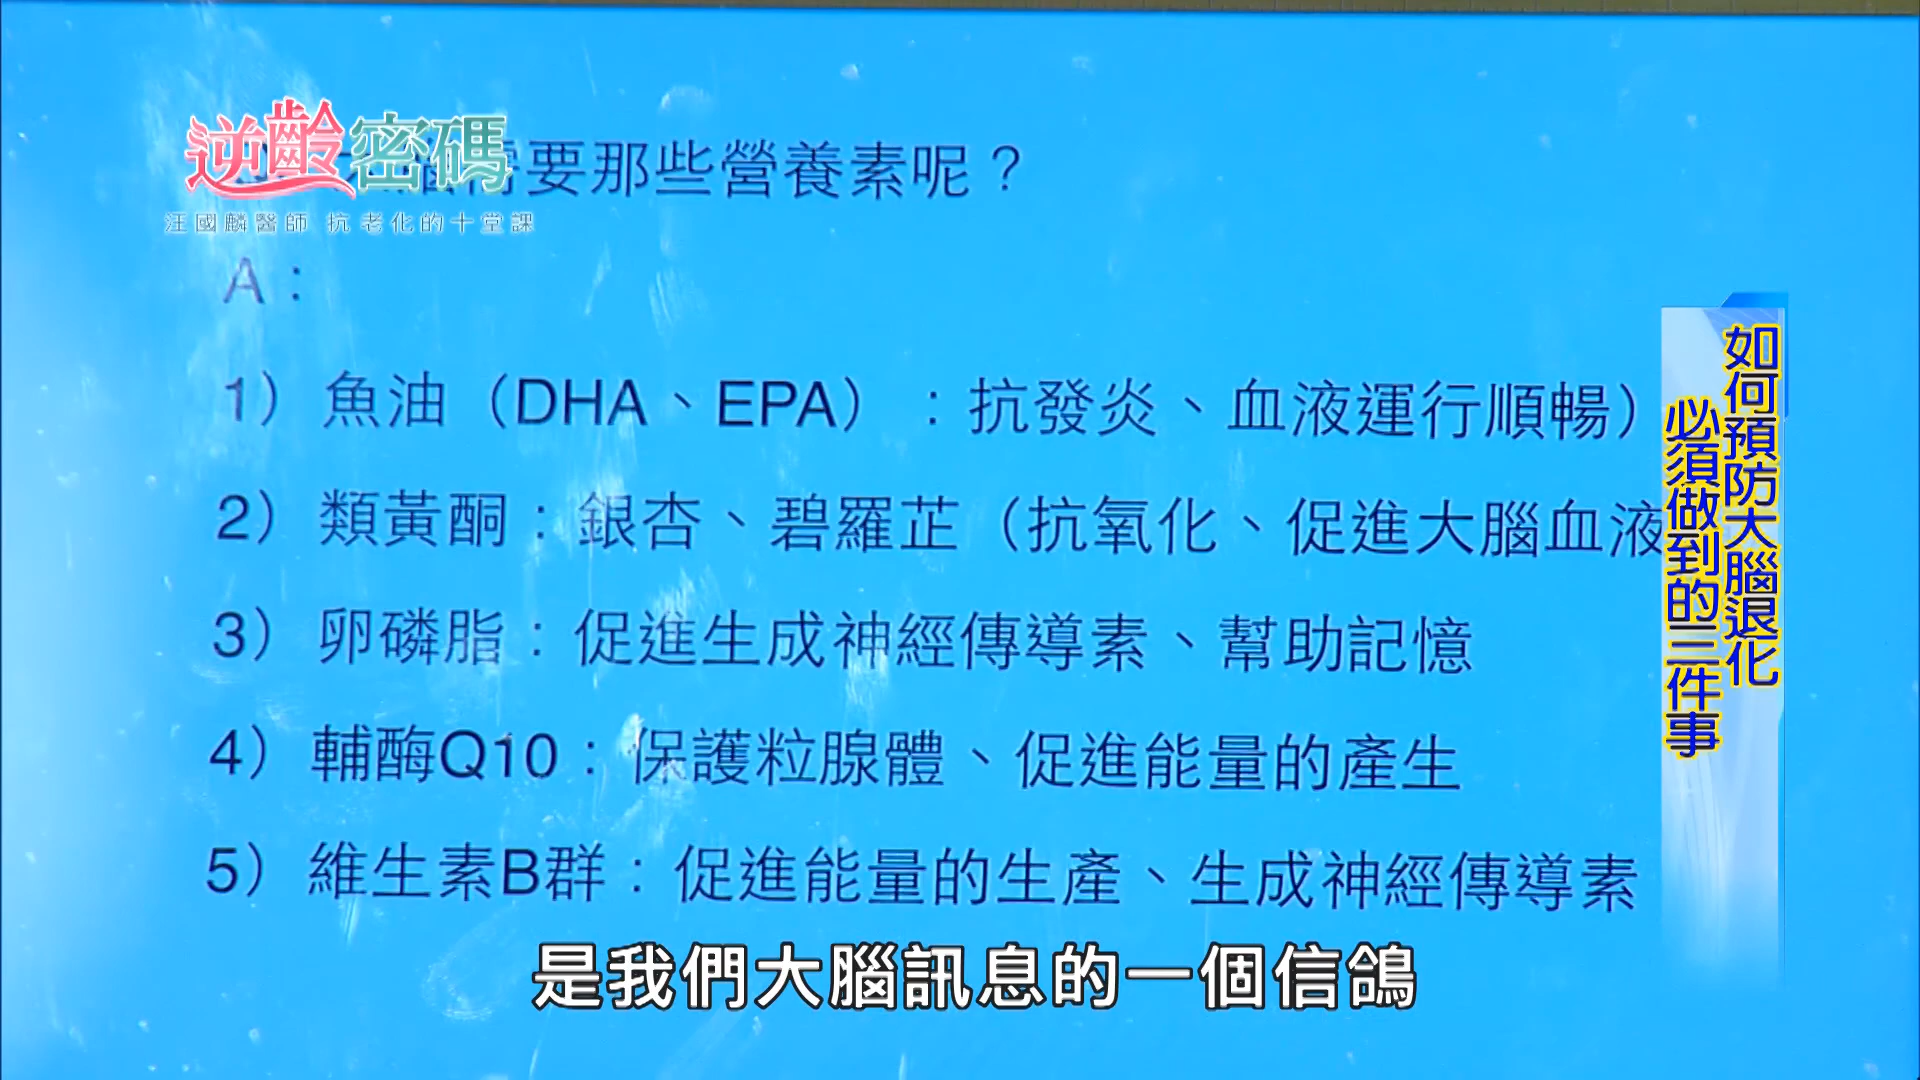 逆齡密碼
汪國麟醫師 抗老化的十堂課
需要那些營養素呢？
A：
1）魚油（DHA、EPA）：抗發炎、血液運行順暢）
2）類黃酮：銀杏、碧羅芷（抗氧化、促進大腦血液
3）卵磷脂：促進生成神經傳導素、幫助記憶
4）輔酶Q10：保護粒腺體、促進能量的產生
5）維生素B群：促進能量的生產、生成神經傳導素
如何預防大腦退化
必須做到的三件事
是我們大腦訊息的一個信鴿